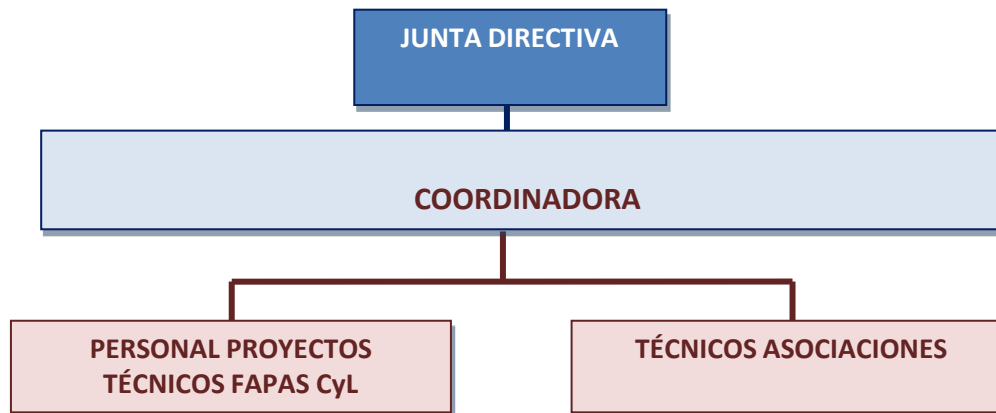 JUNTA DIRECTIVA
COORDINADORA
PERSONAL PROYECTOS
TÉCNICOS FAPAS CyL
TÉCNICOS ASOCIACIONES